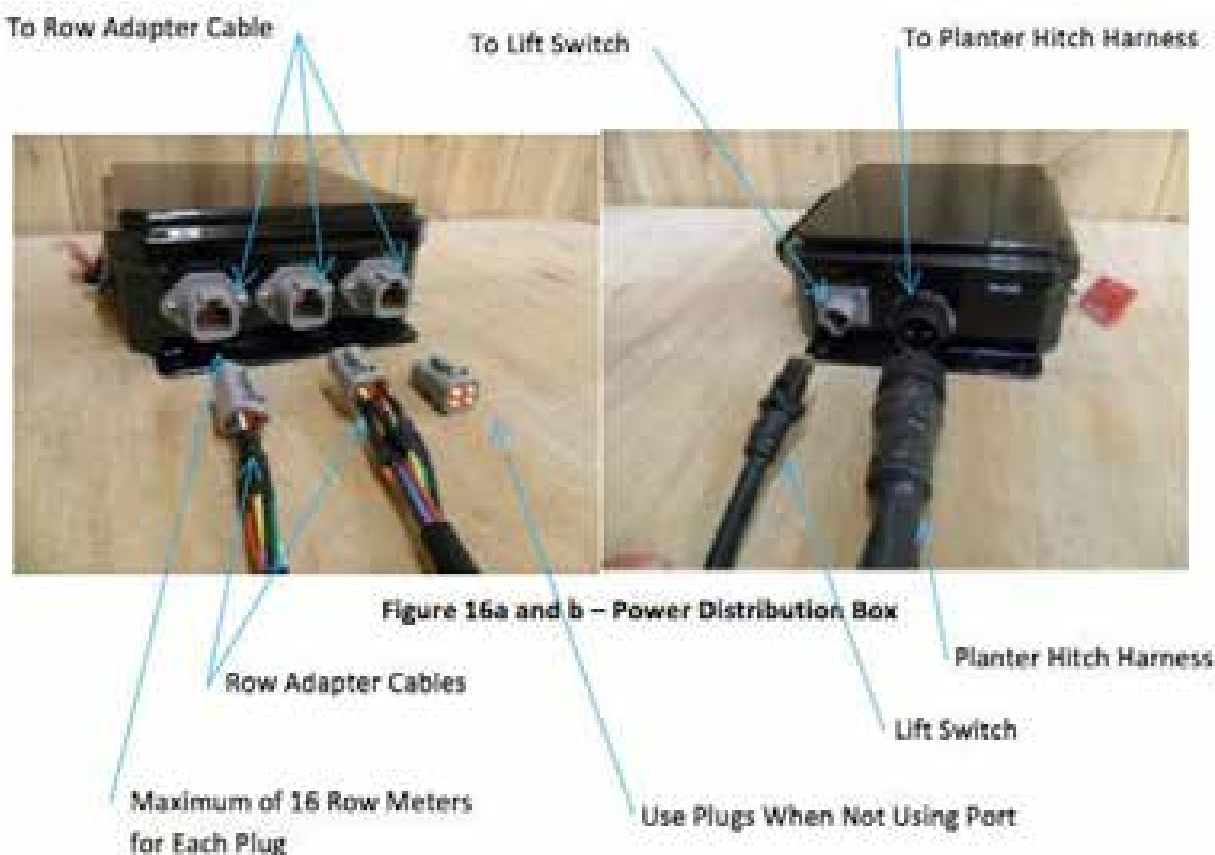 To Row Adapter Cable
To Lift Switch
To Planter Hitch Harness
Figure 16a and b – Power Distribution Box
Row Adapter Cables
Planter Hitch Harness
Lift Switch
Maximum of 16 Row Meters
for Each Plug
Use Plugs When Not Using Port